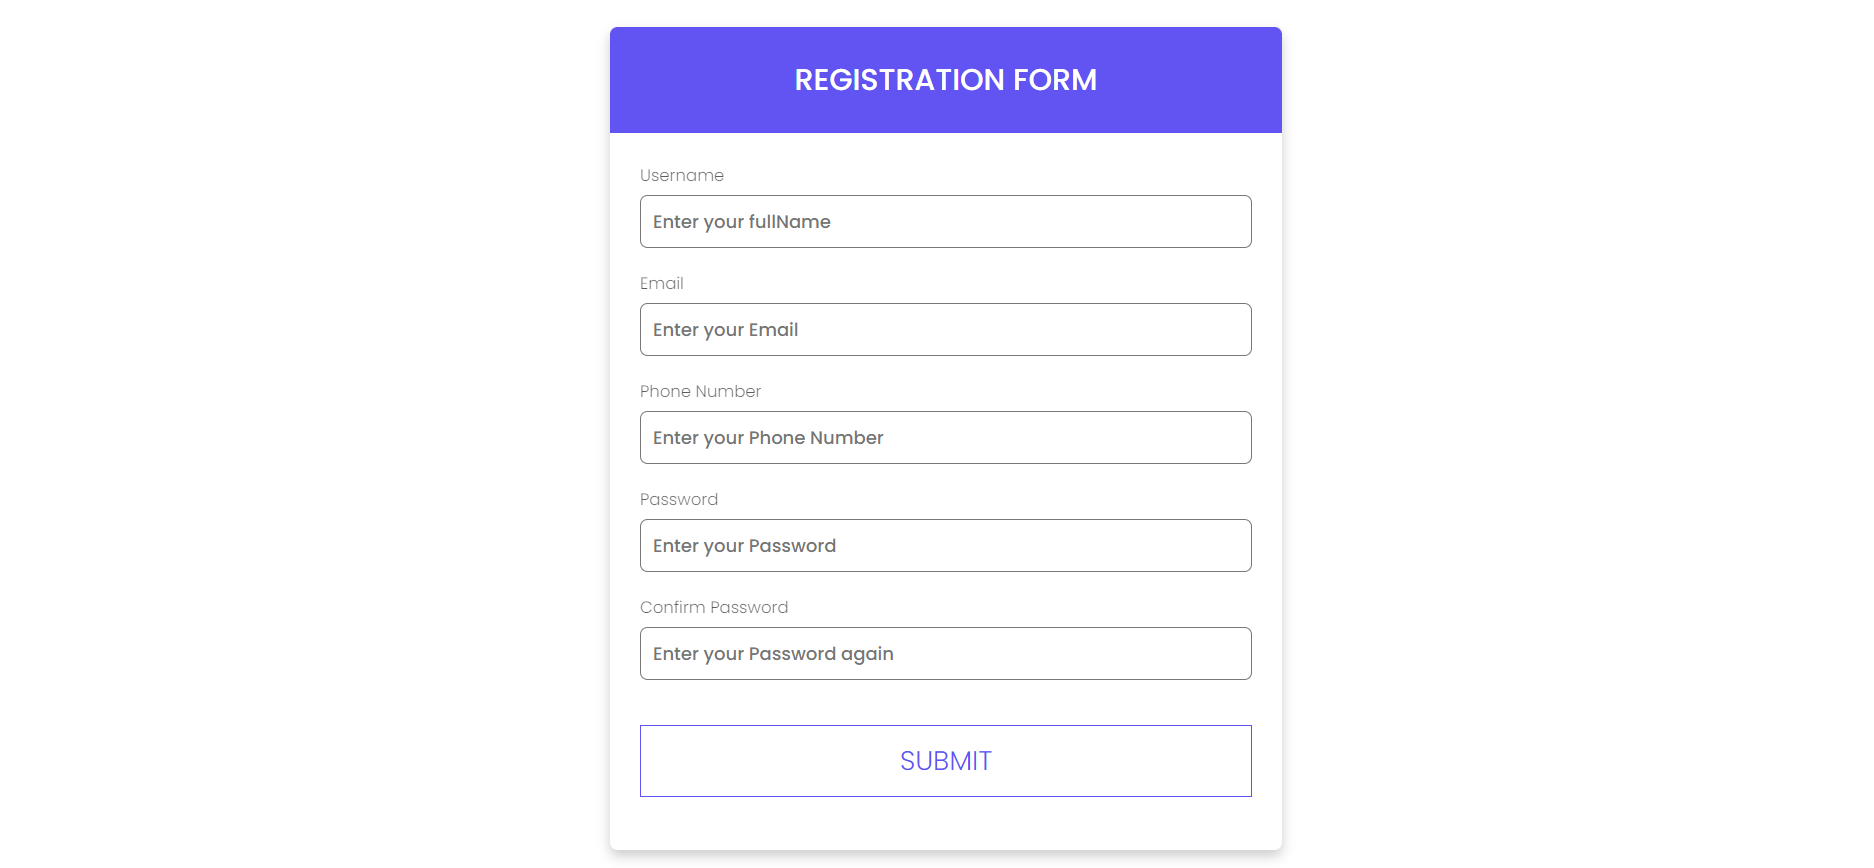 REGISTRATION FORM
Username
Enter your fullName
Email
Enter your Email
Phone Number
Enter your Phone Number
Password
Enter your Password
Confirm Password
Enter your Password again
SUBMIT